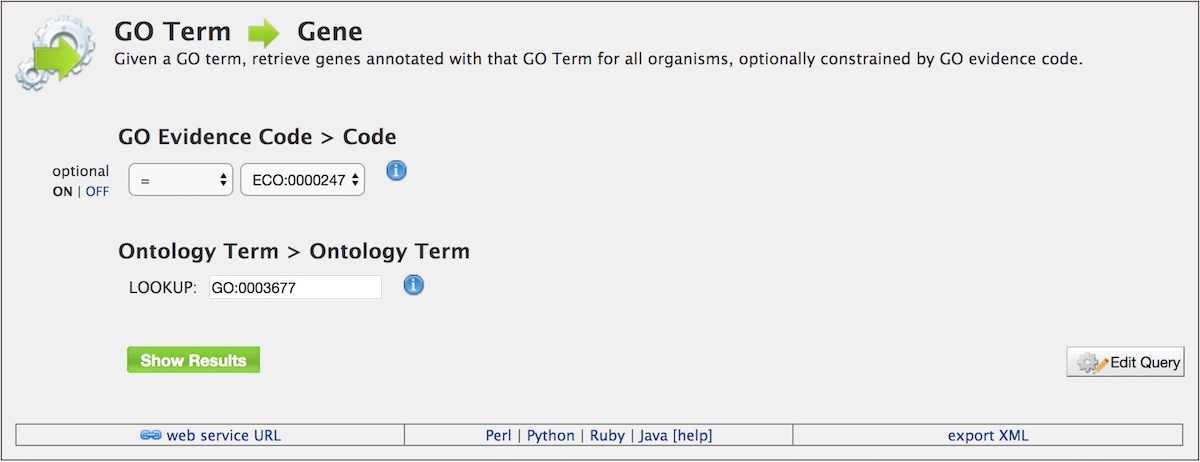 GO Term Gene
Given a GO term, retrieve genes annotated with that GO Term for all organisms, optionally constrained by GO evidence code.
GO Evidence Code > Code
optional
ON | OFF
= ECO:0000247 i
Ontology Term > Ontology Term
LOOKUP: GO:0003677 i
Show Results Edit Query
web service URL Perl | Python | Ruby | Java [help] export XML